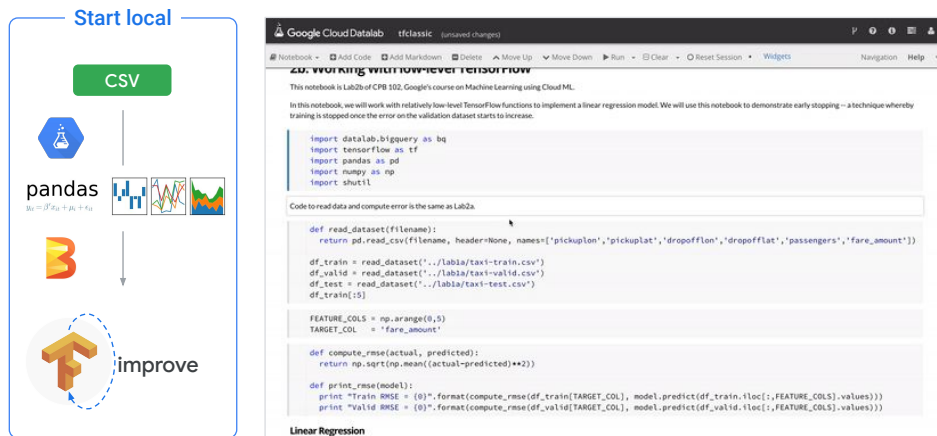 Start local
CSV
pandas
yit = β′xit + μi + ϵit
improve
Google Cloud Datalab tfclassic (unsaved changes)
Notebook Add Code Add Markdown Delete Move Up Move Down Run Clear Reset Session Widgets Navigation Help
2b. Working with low-level TensorFlow
This notebook is Lab2b of CPB 102, Google's course on Machine Learning using Cloud ML.
In this notebook, we will work with relatively low-level TensorFlow functions to implement a linear regression model. We will use this notebook to demonstrate early stopping -- a technique whereby
training is stopped once the error on the validation dataset starts to increase.
import datalab.bigquery as bq
import tensorflow as tf
import pandas as pd
import numpy as np
import shutil
Code to read data and compute error is the same as Lab2a.
def read_dataset(filename):
return pd.read_csv(filename, header=None, names=['pickuplon','pickuplat','dropofflon','dropofflat','passengers','fare_amount'])
df_train = read_dataset('../lab1a/taxi-train.csv')
df_valid = read_dataset('../lab1a/taxi-valid.csv')
df_test = read_dataset('../lab1a/taxi-test.csv')
df_train[:5]
FEATURE_COLS = np.arange(0,5)
TARGET_COL = 'fare_amount'
def compute_rmse(actual, predicted):
return np.sqrt(np.mean((actual-predicted)**2))
def print_rmse(model):
print "Train RMSE = {0}".format(compute_rmse(df_train[TARGET_COL], model.predict(df_train.iloc[:,FEATURE_COLS].values)))
print "Valid RMSE = {0}".format(compute_rmse(df_valid[TARGET_COL], model.predict(df_valid.iloc[:,FEATURE_COLS].values)))
Linear Regression